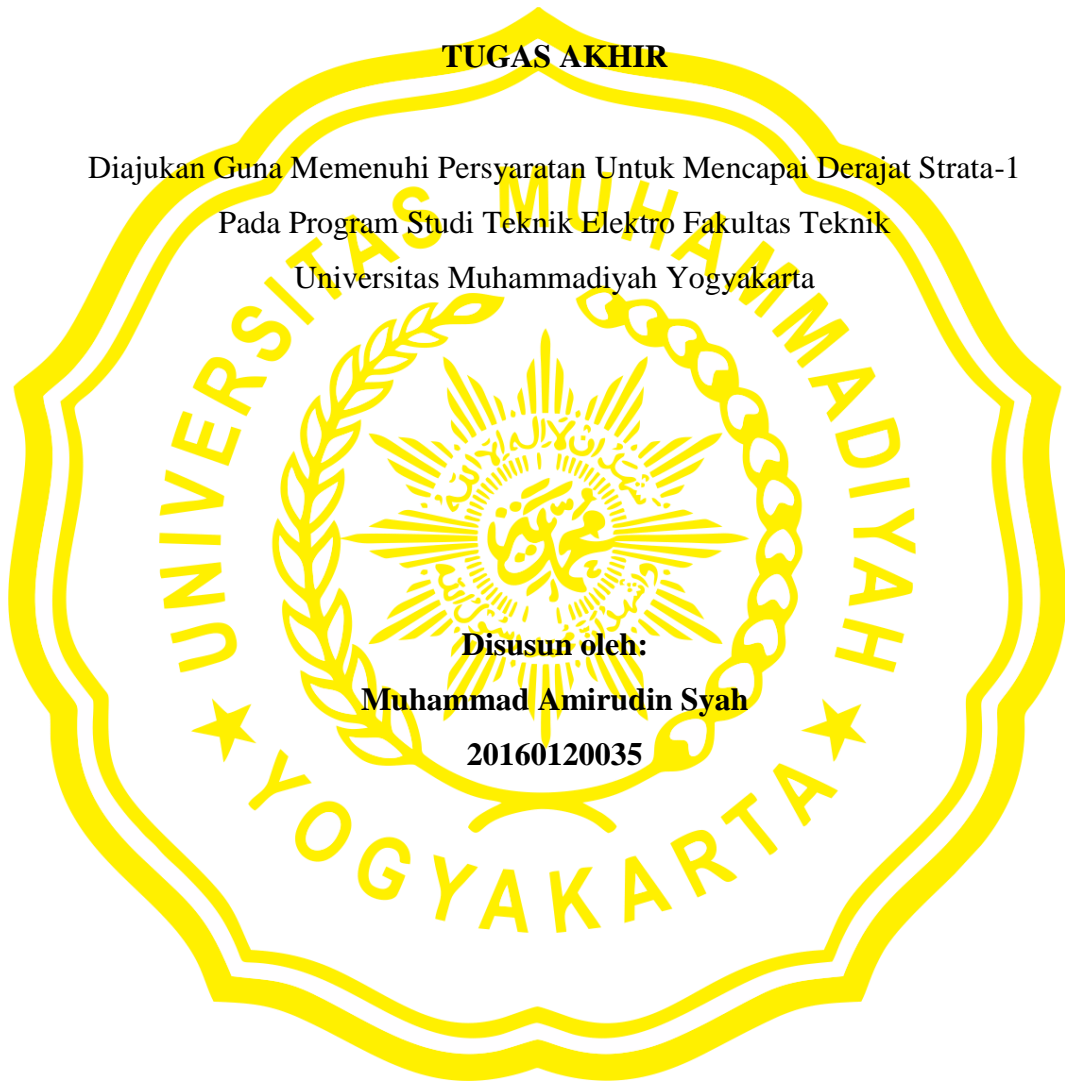 TUGAS AKHIR
Diajukan Guna Memenuhi Persyaratan Untuk Mencapai Derajat Strata-1
Pada Program Studi Teknik Elektro Fakultas Teknik
Universitas Muhammadiyah Yogyakarta
UNIVERSITAS MUHAMMADIYAH
Disusun oleh:
Muhammad Amirudin Syah
20160120035
★ YOGYAKARTA ★